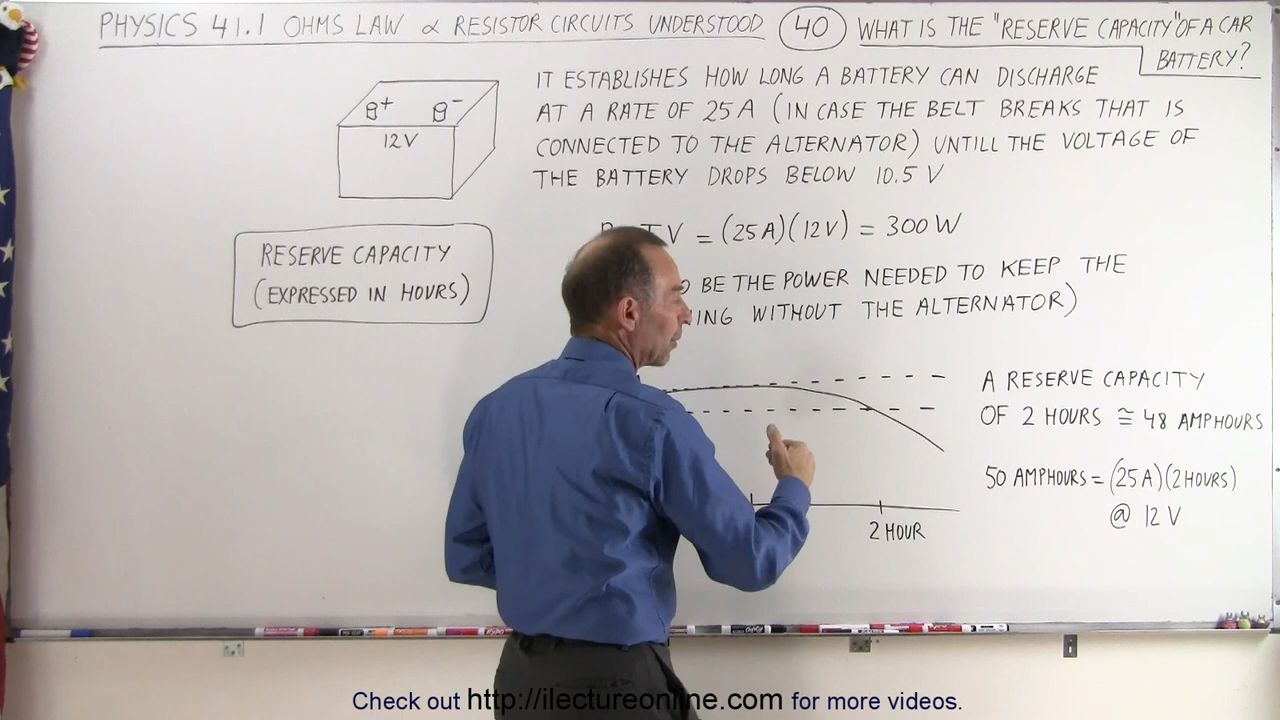 PHYSICS 41.1 OHMS LAW & RESISTOR CIRCUITS UNDERSTOOD
40
WHAT IS THE "RESERVE CAPACITY" OF A CAR
BATTERY?
+ -
12V
IT ESTABLISHES HOW LONG A BATTERY CAN DISCHARGE
AT A RATE OF 25 A (IN CASE THE BELT BREAKS THAT IS
CONNECTED TO THE ALTERNATOR) UNTILL THE VOLTAGE OF
THE BATTERY DROPS BELOW 10.5 V
RESERVE CAPACITY
(EXPRESSED IN HOURS)
V = (25A)(12V) = 300 W
BE THE POWER NEEDED TO KEEP THE
ING WITHOUT THE ALTERNATOR)
A RESERVE CAPACITY
OF 2 HOURS ≅ 48 AMPHOURS
50 AMPHOURS = (25A)(2HOURS)
@ 12 V
2 HOUR
Check out http://ilectureonline.com for more videos.